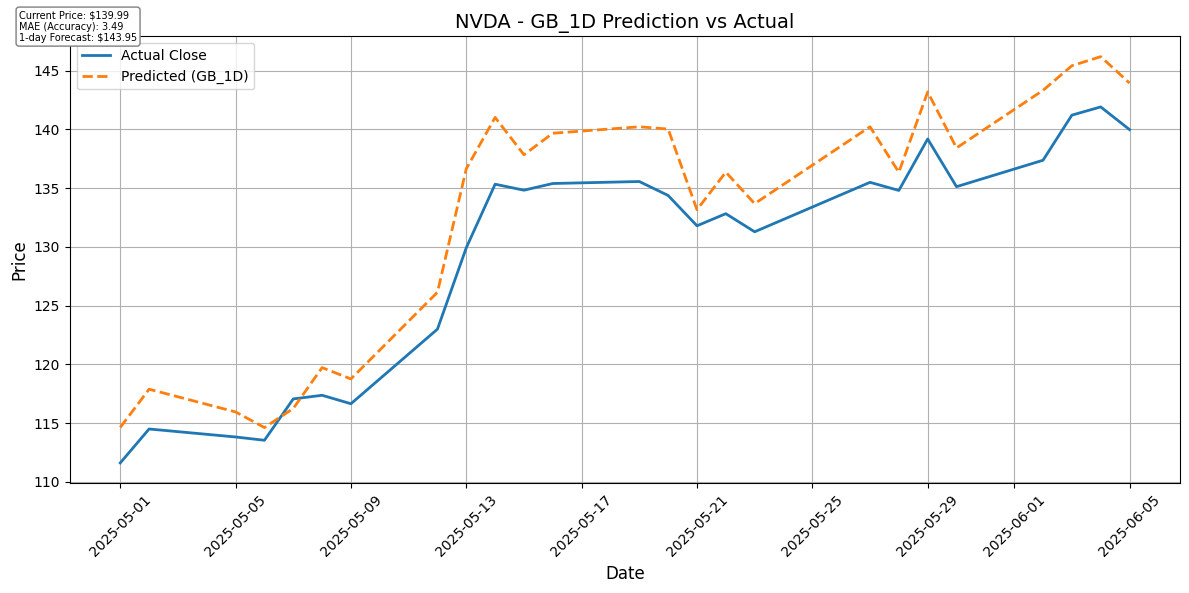 Current Price: $139.99
MAE (Accuracy): 3.49
1-day Forecast: $143.95
NVDA - GB_1D Prediction vs Actual
Actual Close
Predicted (GB_1D)
Price
145
140
135
130
125
120
115
110
2025-05-01
2025-05-05
2025-05-09
2025-05-13
2025-05-17
2025-05-21
2025-05-25
2025-05-29
2025-06-01
2025-06-05
Date